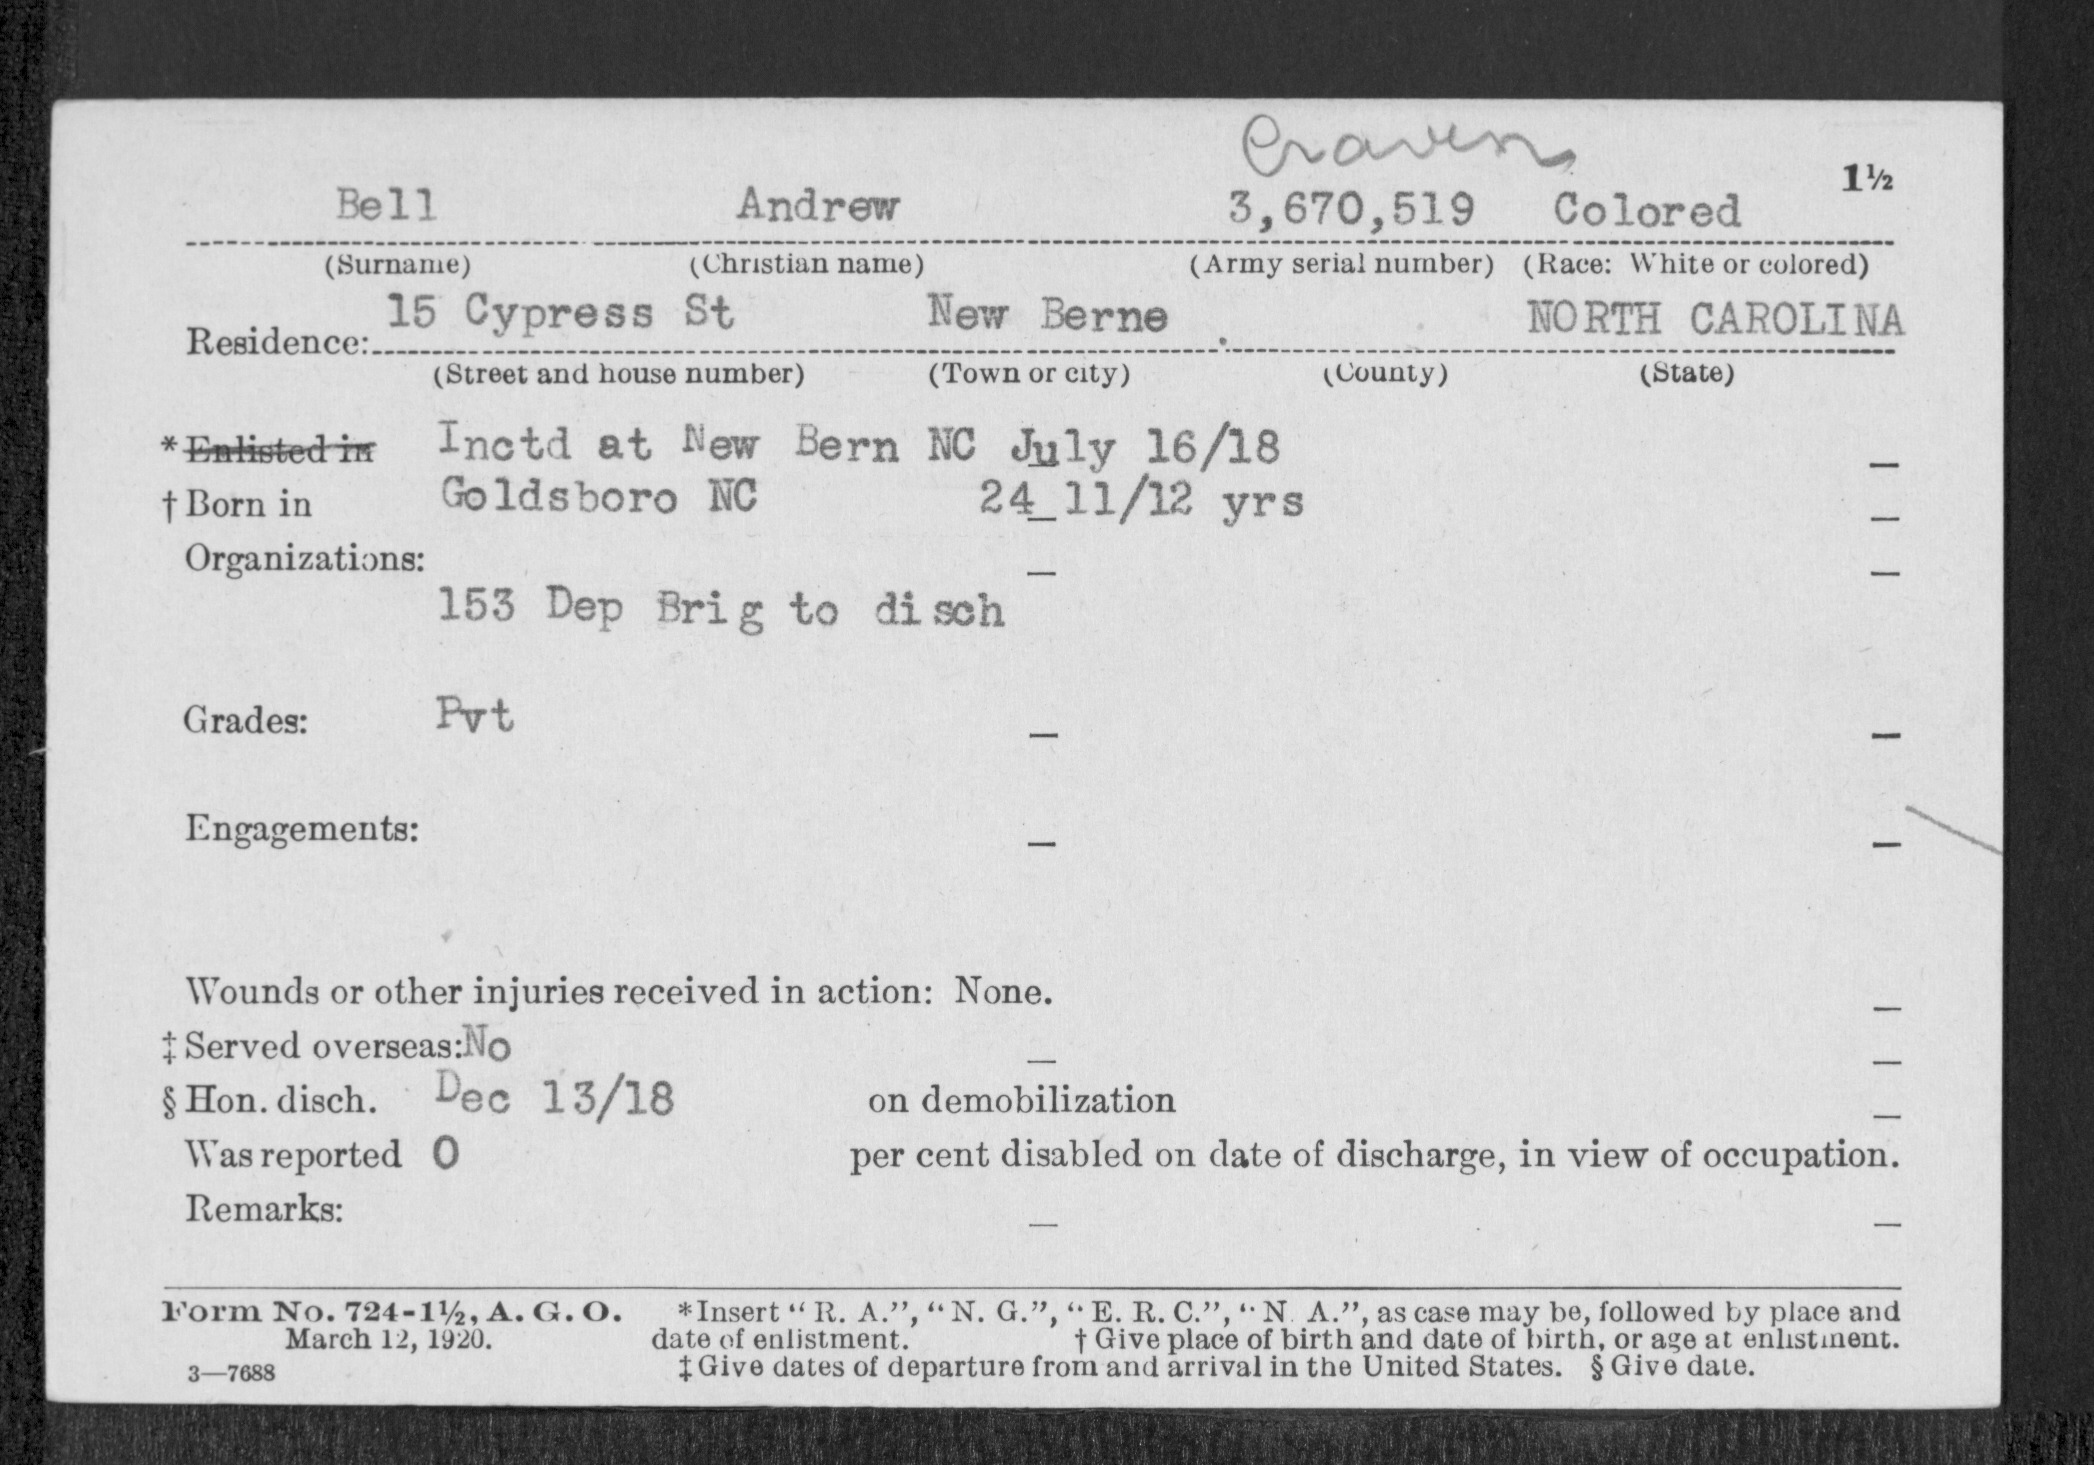 Craven
1½
Bell Andrew 3,670,519 Colored
(Surname) (Christian name) (Army serial number) (Race: White or colored)
Residence: 15 Cypress St New Berne NORTH CAROLINA
(Street and house number) (Town or city) (County) (State)
*Enlisted in Inctd at New Bern NC July 16/18
†Born in Goldsboro NC 24 11/12 yrs
Organizations:
153 Dep Brig to disch
Grades: Pvt
Engagements:
Wounds or other injuries received in action: None.
‡Served overseas: No
§Hon. disch. Dec 13/18 on demobilization
Was reported 0 per cent disabled on date of discharge, in view of occupation.
Remarks:
Form No. 724-1½, A. G. O. *Insert "R. A.", "N. G.", "E. R. C.", "N. A.", as case may be, followed by place and
March 12, 1920. date of enlistment. †Give place of birth and date of birth, or age at enlistment.
3—7688 ‡Give dates of departure from and arrival in the United States. §Give date.